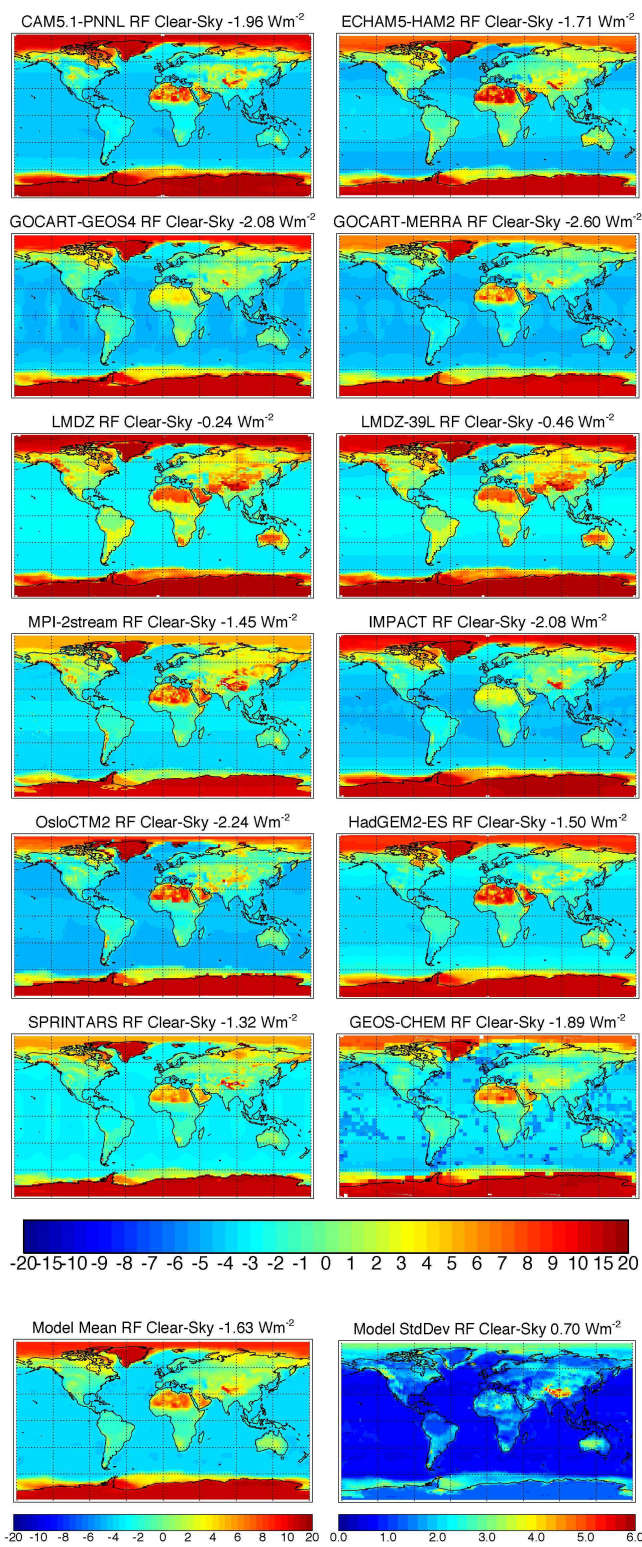 CAM5.1-PNNL RF Clear-Sky -1.96 Wm⁻²
ECHAM5-HAM2 RF Clear-Sky -1.71 Wm⁻²
GOCART-GEOS4 RF Clear-Sky -2.08 Wm⁻²
GOCART-MERRA RF Clear-Sky -2.60 Wm⁻²
LMDZ RF Clear-Sky -0.24 Wm⁻²
LMDZ-39L RF Clear-Sky -0.46 Wm⁻²
MPI-2stream RF Clear-Sky -1.45 Wm⁻²
IMPACT RF Clear-Sky -2.08 Wm⁻²
OsloCTM2 RF Clear-Sky -2.24 Wm⁻²
HadGEM2-ES RF Clear-Sky -1.50 Wm⁻²
SPRINTARS RF Clear-Sky -1.32 Wm⁻²
GEOS-CHEM RF Clear-Sky -1.89 Wm⁻²
-20 -15 -10 -9 -8 -7 -6 -5 -4 -3 -2 -1 0 1 2 3 4 5 7 8 9 10 15 20
Model Mean RF Clear-Sky -1.63 Wm⁻²
Model StdDev RF Clear-Sky 0.70 Wm⁻²
-20 -10 -8 -6 -4 -2 0 2 4 6 8 10 20
0.0 1.0 2.0 3.0 4.0 5.0 6.0